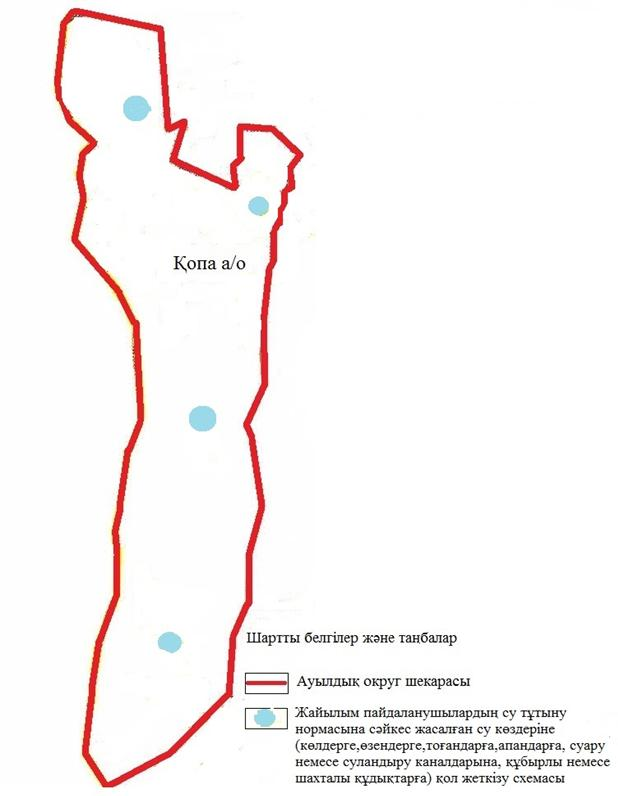 Қопа а/о
Шартты белгілер және таңбалар
Ауылдық округ шекарасы
Жайылым пайдаланушылардың су тұтыну
нормасына сәйкес жасалған су көздеріне
(көлдерге,өзендерге,тоғандарға,апандарға, суару
немесе суландыру каналдарына, құбырлы немесе
шахталы құдықтарға) қол жеткізу схемасы